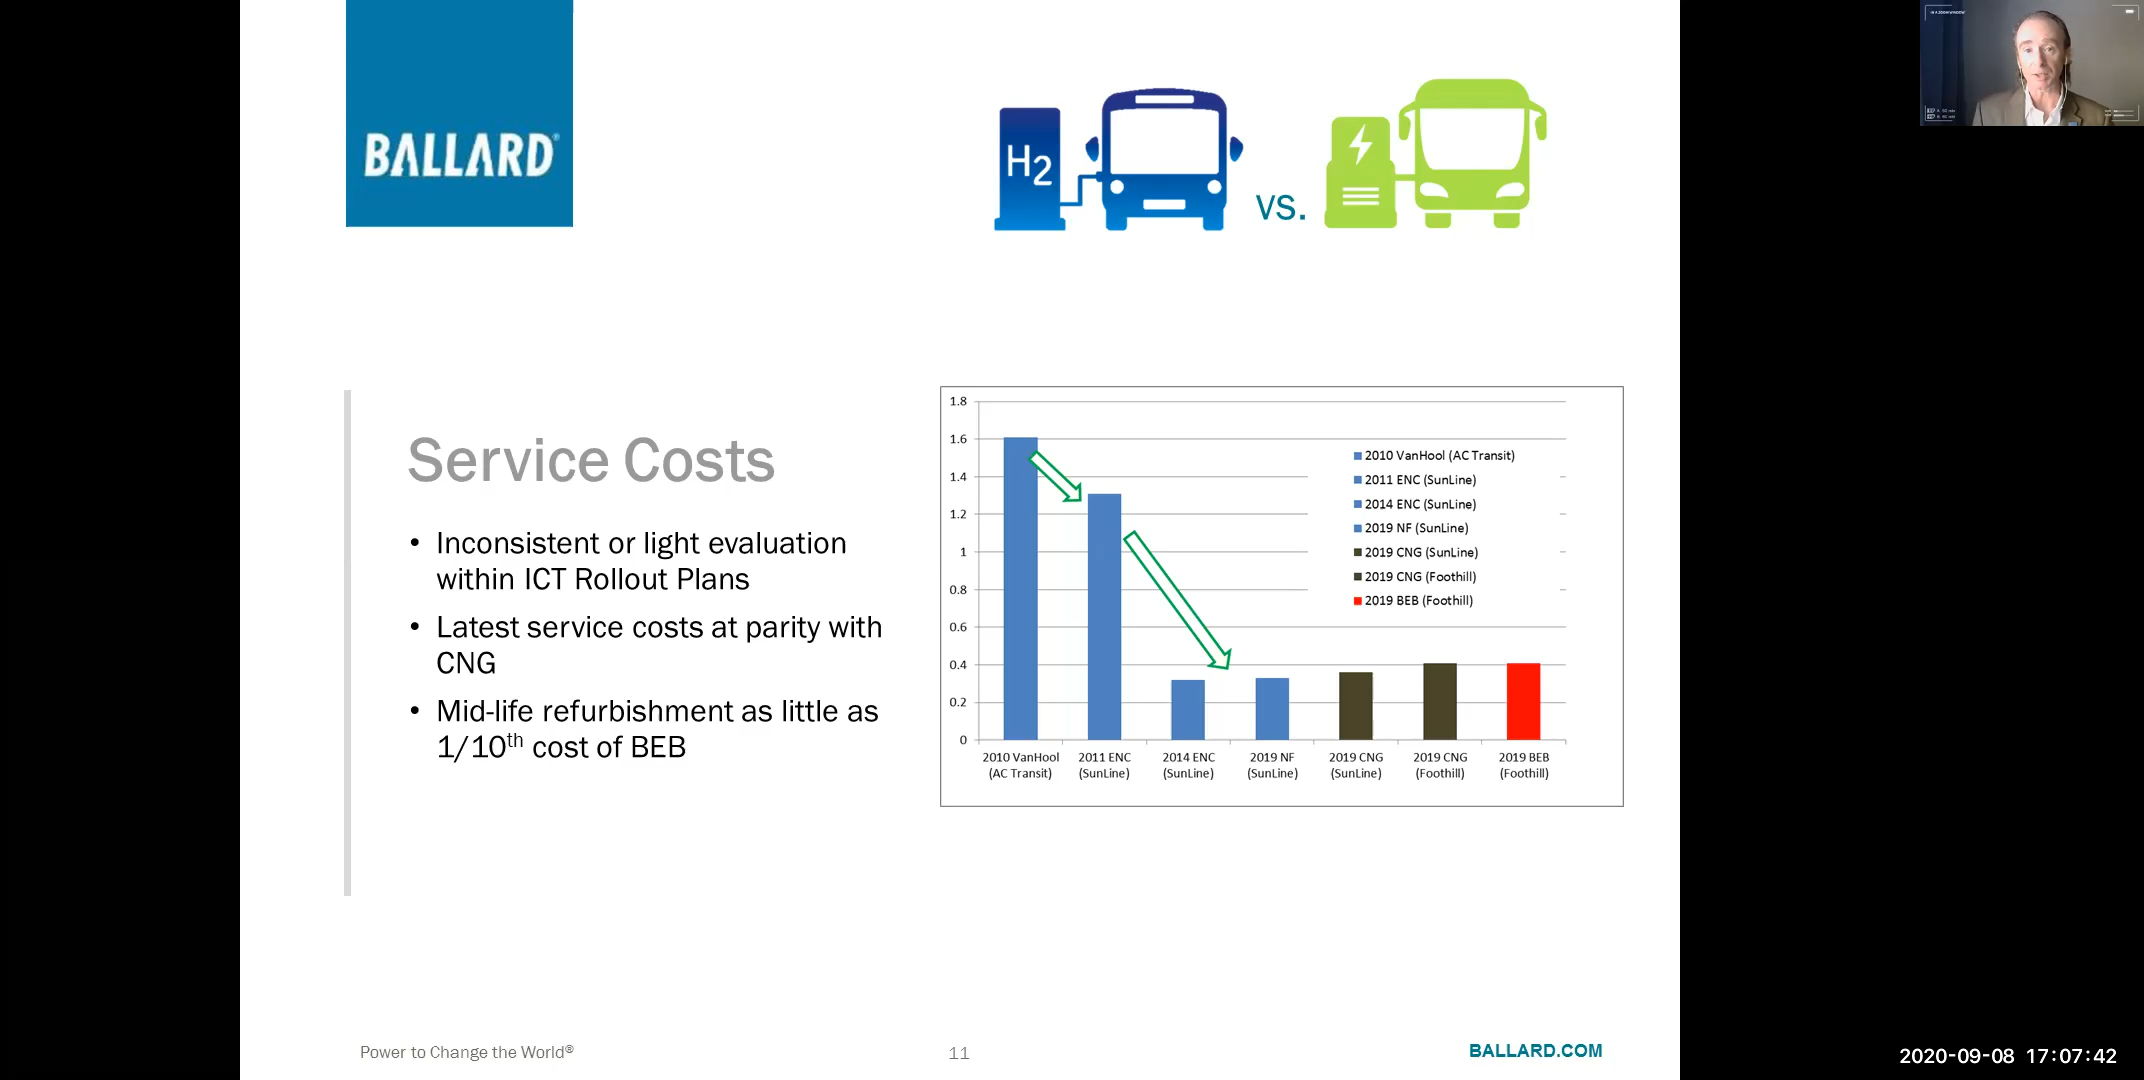 BALLARD®
H2
vs.
Service Costs
• Inconsistent or light evaluation
within ICT Rollout Plans
• Latest service costs at parity with
CNG
• Mid-life refurbishment as little as
1/10th cost of BEB
1.8
1.6
1.4
1.2
1
0.8
0.6
0.4
0.2
0
2010 VanHool (AC Transit)
2011 ENC (SunLine)
2014 ENC (SunLine)
2019 NF (SunLine)
2019 CNG (SunLine)
2019 CNG (Foothill)
2019 BEB (Foothill)
2010 VanHool
(AC Transit)
2011 ENC
(SunLine)
2014 ENC
(SunLine)
2019 NF
(SunLine)
2019 CNG
(SunLine)
2019 CNG
(Foothill)
2019 BEB
(Foothill)
Power to Change the World®
11
BALLARD.COM
2020-09-08 17:07:42